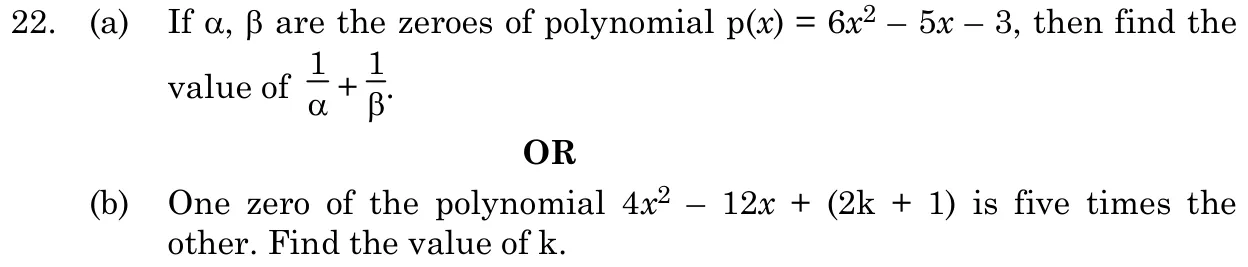 22. (a) If α, β are the zeroes of polynomial p(x) = 6x² – 5x – 3, then find the
value of 1/α + 1/β.
OR
(b) One zero of the polynomial 4x² – 12x + (2k + 1) is five times the
other. Find the value of k.